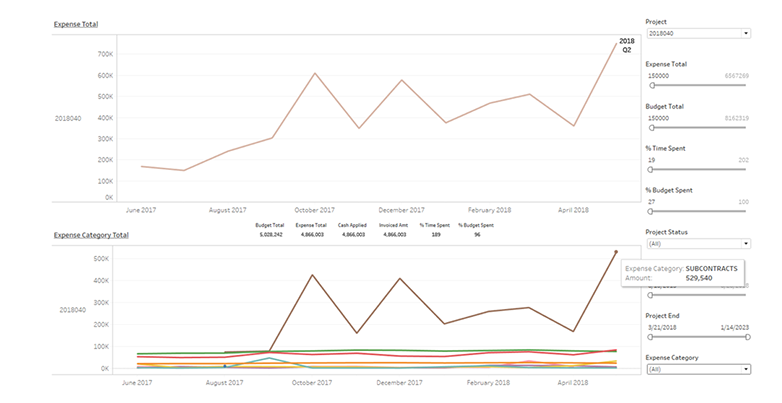 Expense Total
700K
600K
500K
400K
300K
200K
100K
0K
2018040
2018
Q2
June 2017
August 2017
October 2017
December 2017
February 2018
April 2018
Budget Total
Expense Total
Cash Applied
Invoiced Amt
% Time Spent
% Budget Spent
5,028,242
4,866,003
4,866,003
4,866,003
189
96
Expense Category Total
500K
400K
300K
200K
100K
0K
2018040
June 2017
August 2017
October 2017
December 2017
February 2018
April 2018
Expense Category: SUBCONTRACTS
Amount: 529,540
Project
2018040
Expense Total
150000 6567269
Budget Total
150000 8162319
% Time Spent
19 202
% Budget Spent
27 100
Project Status
(All)
Project End
3/21/2018 1/14/2023
Expense Category
(All)